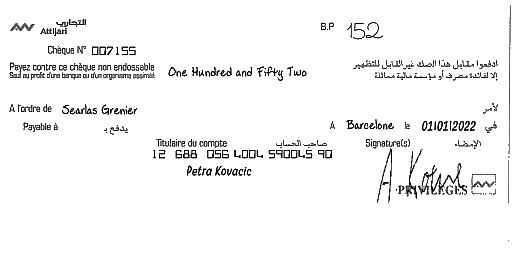 التجاري
Attijari
B.P 152
Chèque N° 007155
Payez contre ce chèque non endossable
Sauf au profit d'une banque ou d'un organisme assimilé
One Hundred and Fifty Two
ادفعوا مقابل هذا الصك غير القابل للتظهير
إلا لفائدة مصرف أو مؤسسة مالية مماثلة
A l'ordre de Searlas Grenier لأمر
Payable à يدفع بـ
A Barcelone le 01/01/2022 في
Titulaire du compte صاحب الحساب
Signature(s) الإمضاء
12 688 056 4004 590045 90
Petra Kovacic
PRIVILEGES